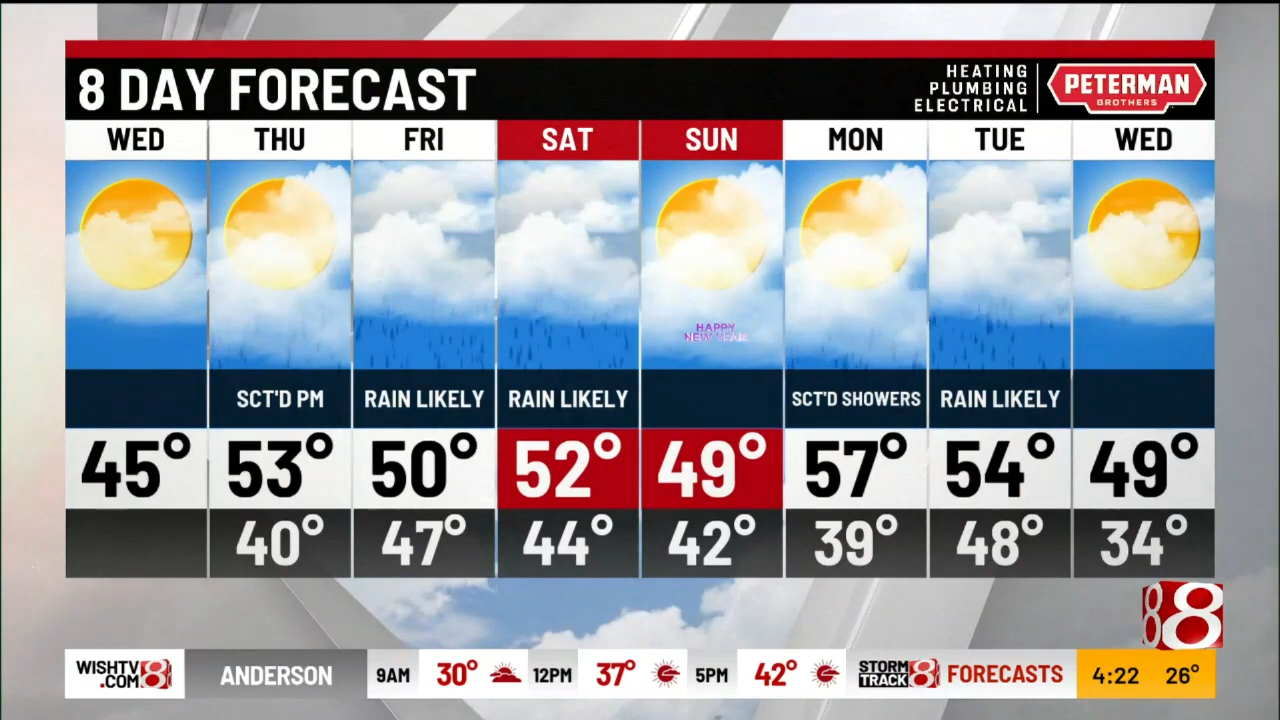 8 DAY FORECAST
HEATING
PLUMBING
ELECTRICAL
PETERMAN
BROTHERS
WED THU FRI SAT SUN MON TUE WED
HAPPY
NEW YEAR
SCT'D PM RAIN LIKELY RAIN LIKELY SCT'D SHOWERS RAIN LIKELY
45° 53° 50° 52° 49° 57° 54° 49°
40° 47° 44° 42° 39° 48° 34°
8
WISHTV
.COM 8
ANDERSON 9AM 30° 12PM 37° 5PM 42°
STORM
TRACK 8
FORECASTS 4:22 26°